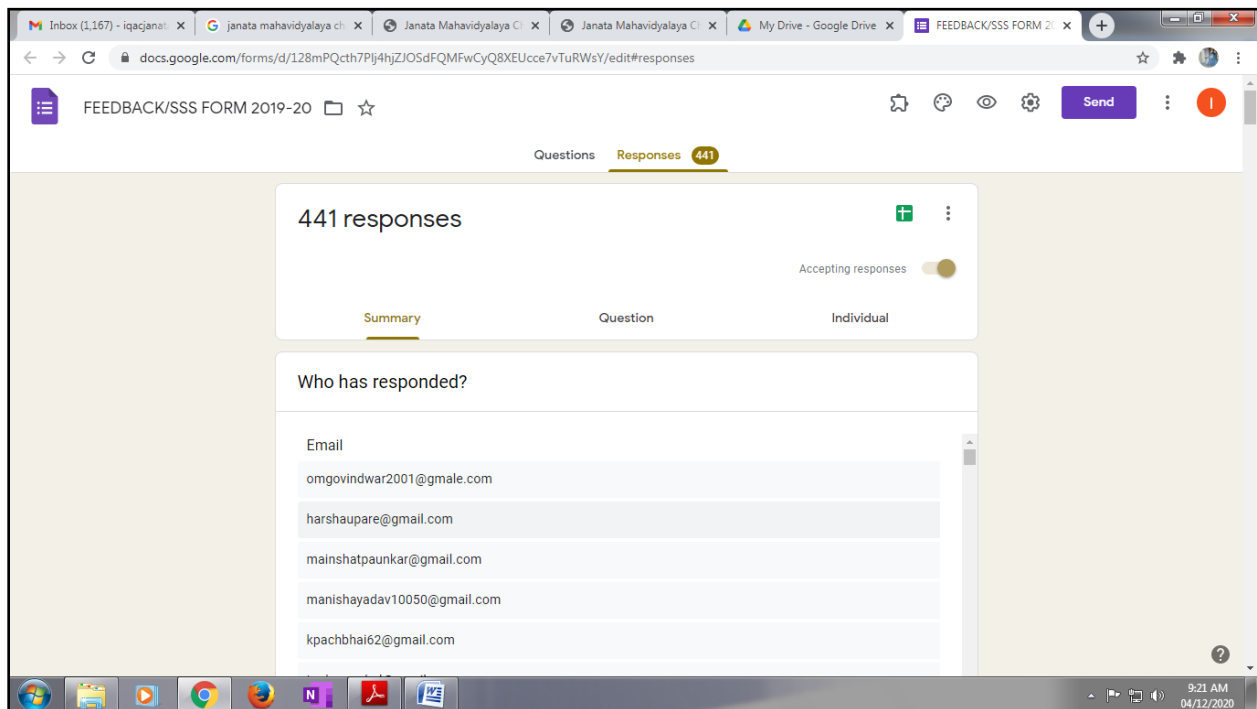 Inbox (1,167) - iqacjanat
janata mahavidyalaya ch
Janata Mahavidyalaya Ch
Janata Mahavidyalaya Ch
My Drive - Google Drive
FEEDBACK/SSS FORM 20
docs.google.com/forms/d/128mPQcth7Plj4hjZJOSdFQMFwCyQ8XEUcce7vTuRWsY/edit#responses
FEEDBACK/SSS FORM 2019-20
Send
I
Questions Responses 441
441 responses
Accepting responses
Summary Question Individual
Who has responded?
Email
omgovindwar2001@gmale.com
harshaupare@gmail.com
mainshatpaunkar@gmail.com
manishayadav10050@gmail.com
kpachbhai62@gmail.com
9:21 AM
04/12/2020